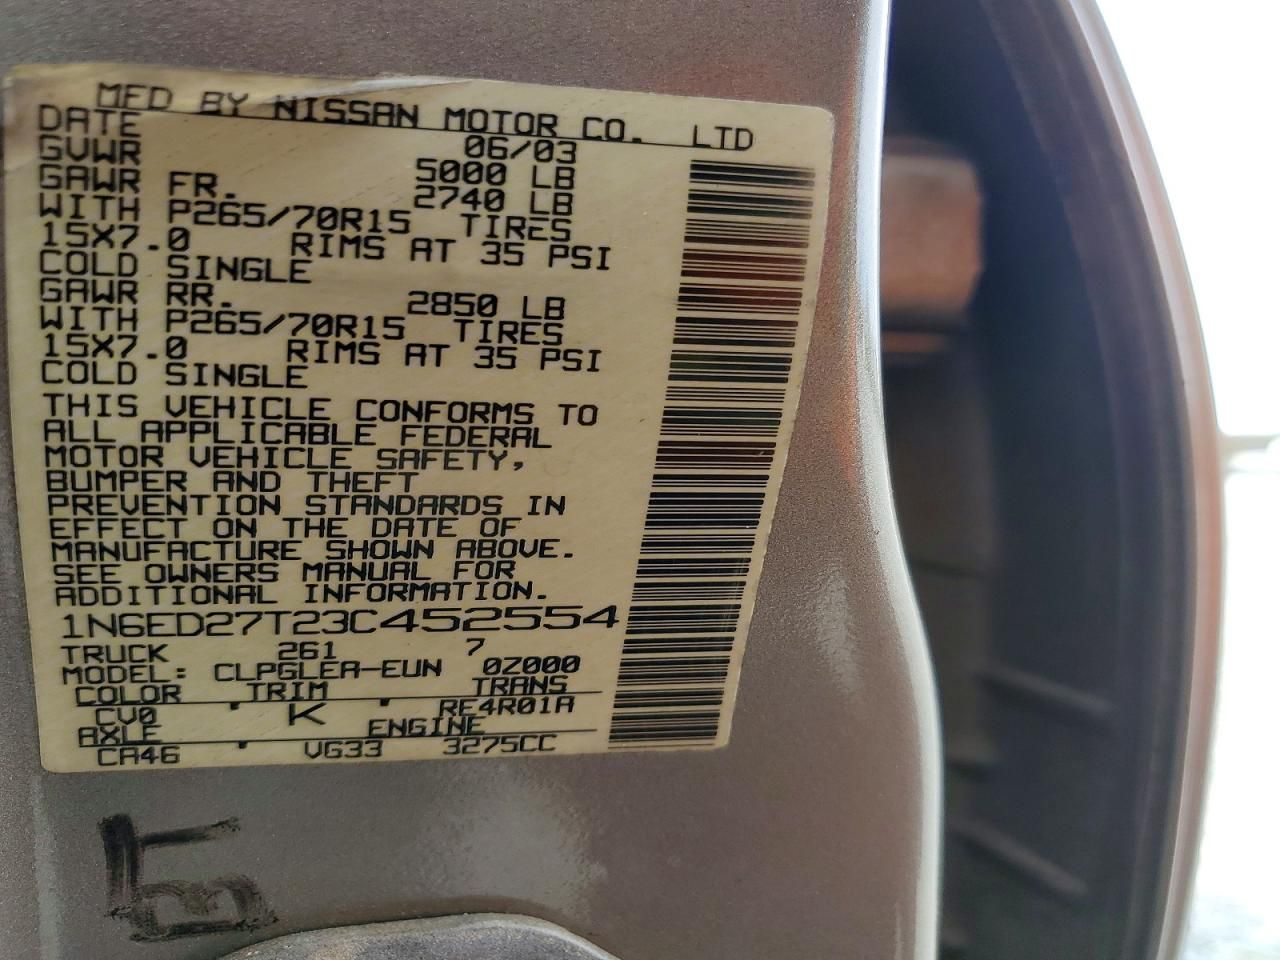 MFD BY NISSAN MOTOR CO. LTD
DATE 06/03
GVWR 5000 LB
GAWR FR. 2740 LB
WITH P265/70R15 TIRES
15X7.0 RIMS AT 35 PSI
COLD SINGLE
GAWR RR. 2850 LB
WITH P265/70R15 TIRES
15X7.0 RIMS AT 35 PSI
COLD SINGLE
THIS VEHICLE CONFORMS TO
ALL APPLICABLE FEDERAL
MOTOR VEHICLE SAFETY,
BUMPER AND THEFT
PREVENTION STANDARDS IN
EFFECT ON THE DATE OF
MANUFACTURE SHOWN ABOVE.
SEE OWNERS MANUAL FOR
ADDITIONAL INFORMATION.
1N6ED27T23C452554
TRUCK 261 7
MODEL: CLPGLEA-EUN 0Z000
COLOR TRIM TRANS
CV0 K RE4R01A
AXLE ENGINE
CA46 VG33 3275CC